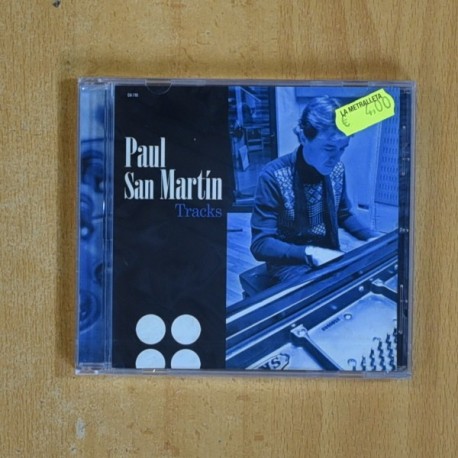 LA METRALLETA
€ 4,00
Paul
San Martín
Tracks